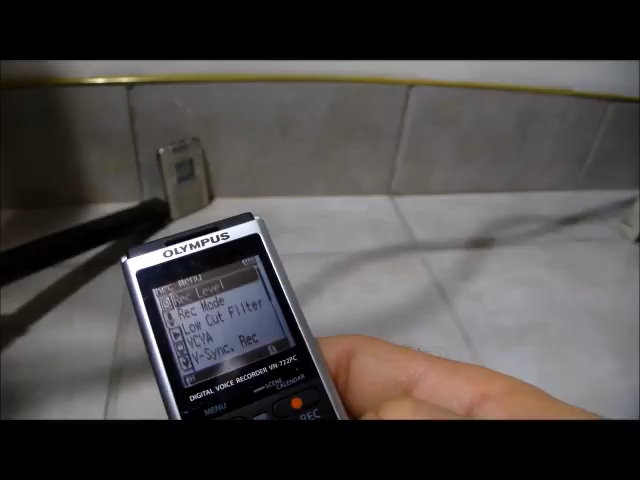 OLYMPUS
Rec Menu
Rec Level
Rec Mode
Low Cut Filter
VCVA
V-Sync. Rec
DIGITAL VOICE RECORDER VN-722PC
SCENE
CALENDAR
MENU
REC